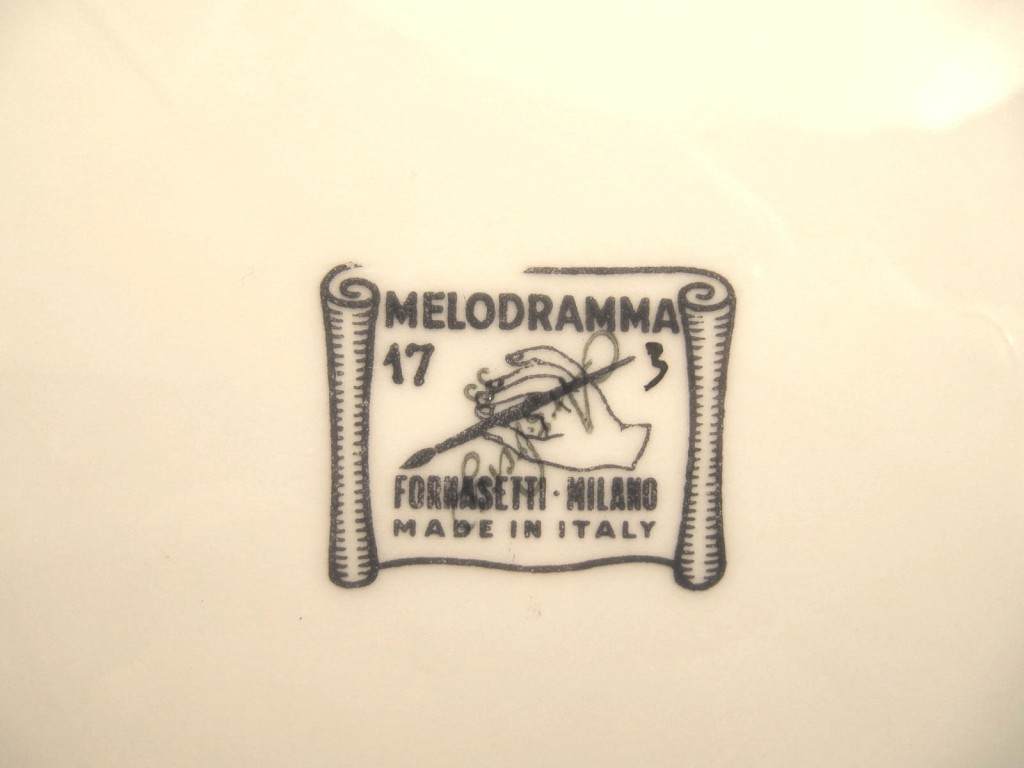 MELODRAMMA
17 3
FORNASETTI · MILANO
MADE IN ITALY